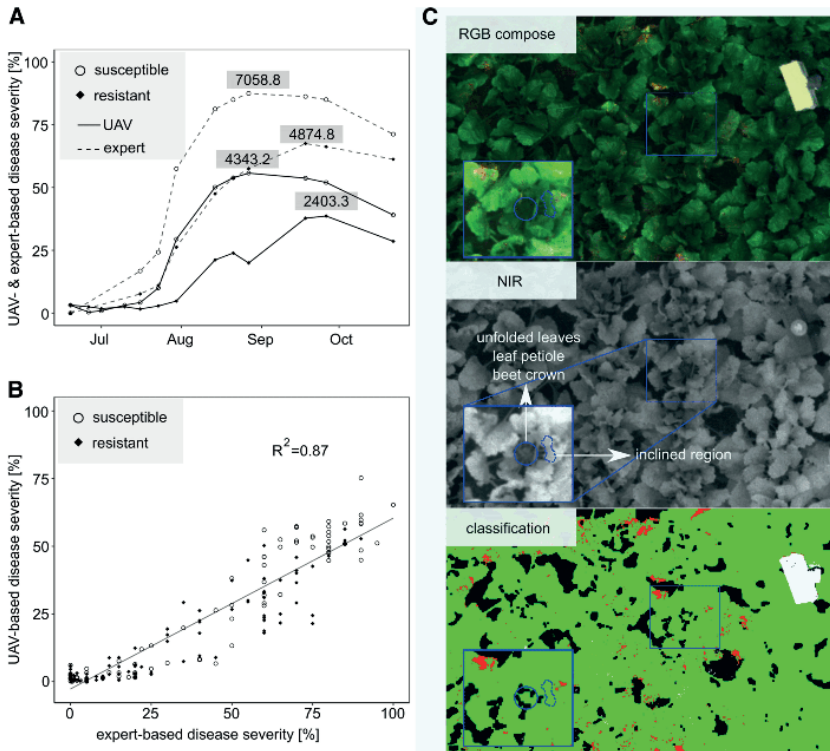 A
UAV- & expert-based disease severity [%]
100
75
50
25
0
susceptible
resistant
UAV
expert
7058.8
4874.8
4343.2
2403.3
Jul
Aug
Sep
Oct
B
UAV-based disease severity [%]
100
75
50
25
0
susceptible
resistant
R²=0.87
0
25
50
75
100
expert-based disease severity [%]
C
RGB compose
NIR
unfolded leaves
leaf petiole
beet crown
inclined region
classification